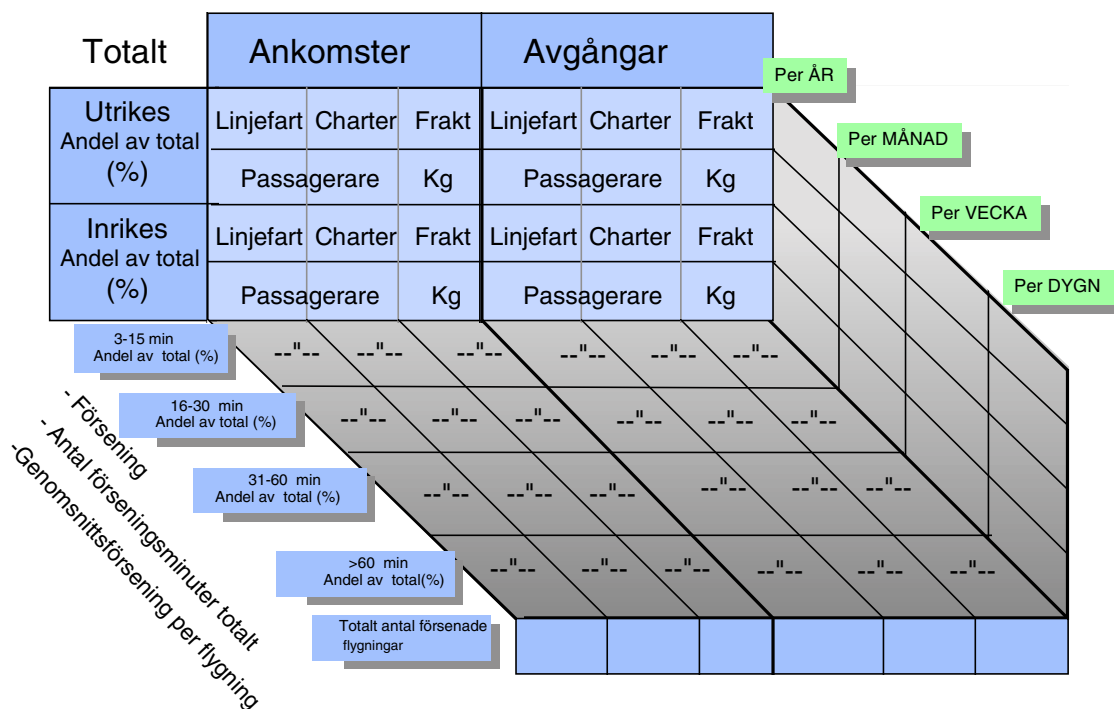 Totalt Ankomster Avgångar
Per ÅR
Utrikes
Andel av total
(%)
Linjefart Charter Frakt Linjefart Charter Frakt
Passagerare Kg Passagerare Kg
Per MÅNAD
Inrikes
Andel av total
(%)
Linjefart Charter Frakt Linjefart Charter Frakt
Passagerare Kg Passagerare Kg
Per VECKA
Per DYGN
3-15 min
Andel av total (%)
--"-- --"-- --"-- --"-- --"-- --"--
16-30 min
Andel av total (%)
--"-- --"-- --"-- --"-- --"-- --"--
31-60 min
Andel av total (%)
--"-- --"-- --"-- --"-- --"-- --"--
>60 min
Andel av total(%)
--"-- --"-- --"-- --"-- --"-- --"--
Totalt antal försenade
flygningar
- Försening
- Antal förseningsminuter totalt
-Genomsnittsförsening per flygning